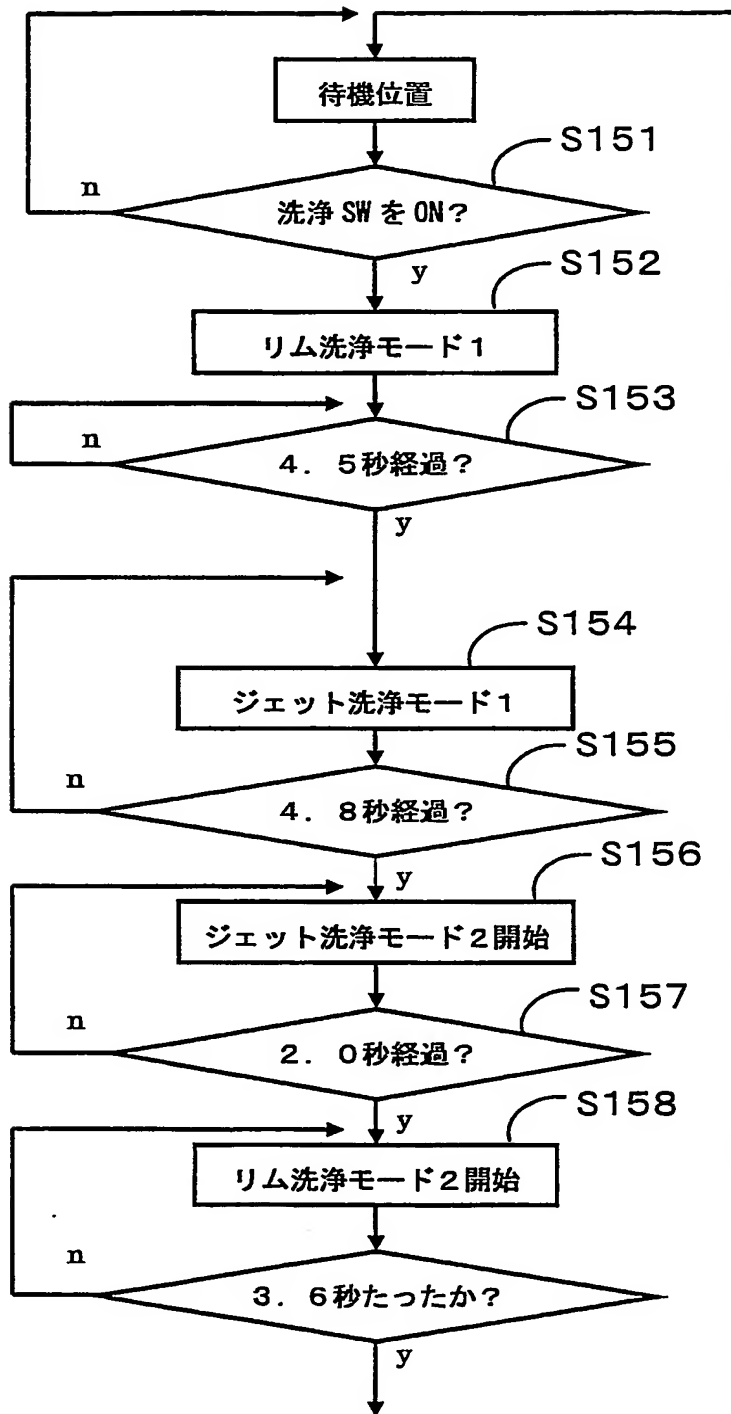 待機位置
S151
n
洗浄SWをON?
y
S152
リム洗浄モード1
S153
n
4.5秒経過?
y
S154
ジェット洗浄モード1
S155
n
4.8秒経過?
y
S156
ジェット洗浄モード2開始
S157
n
2.0秒経過?
y
S158
リム洗浄モード2開始
n
3.6秒たったか?
y